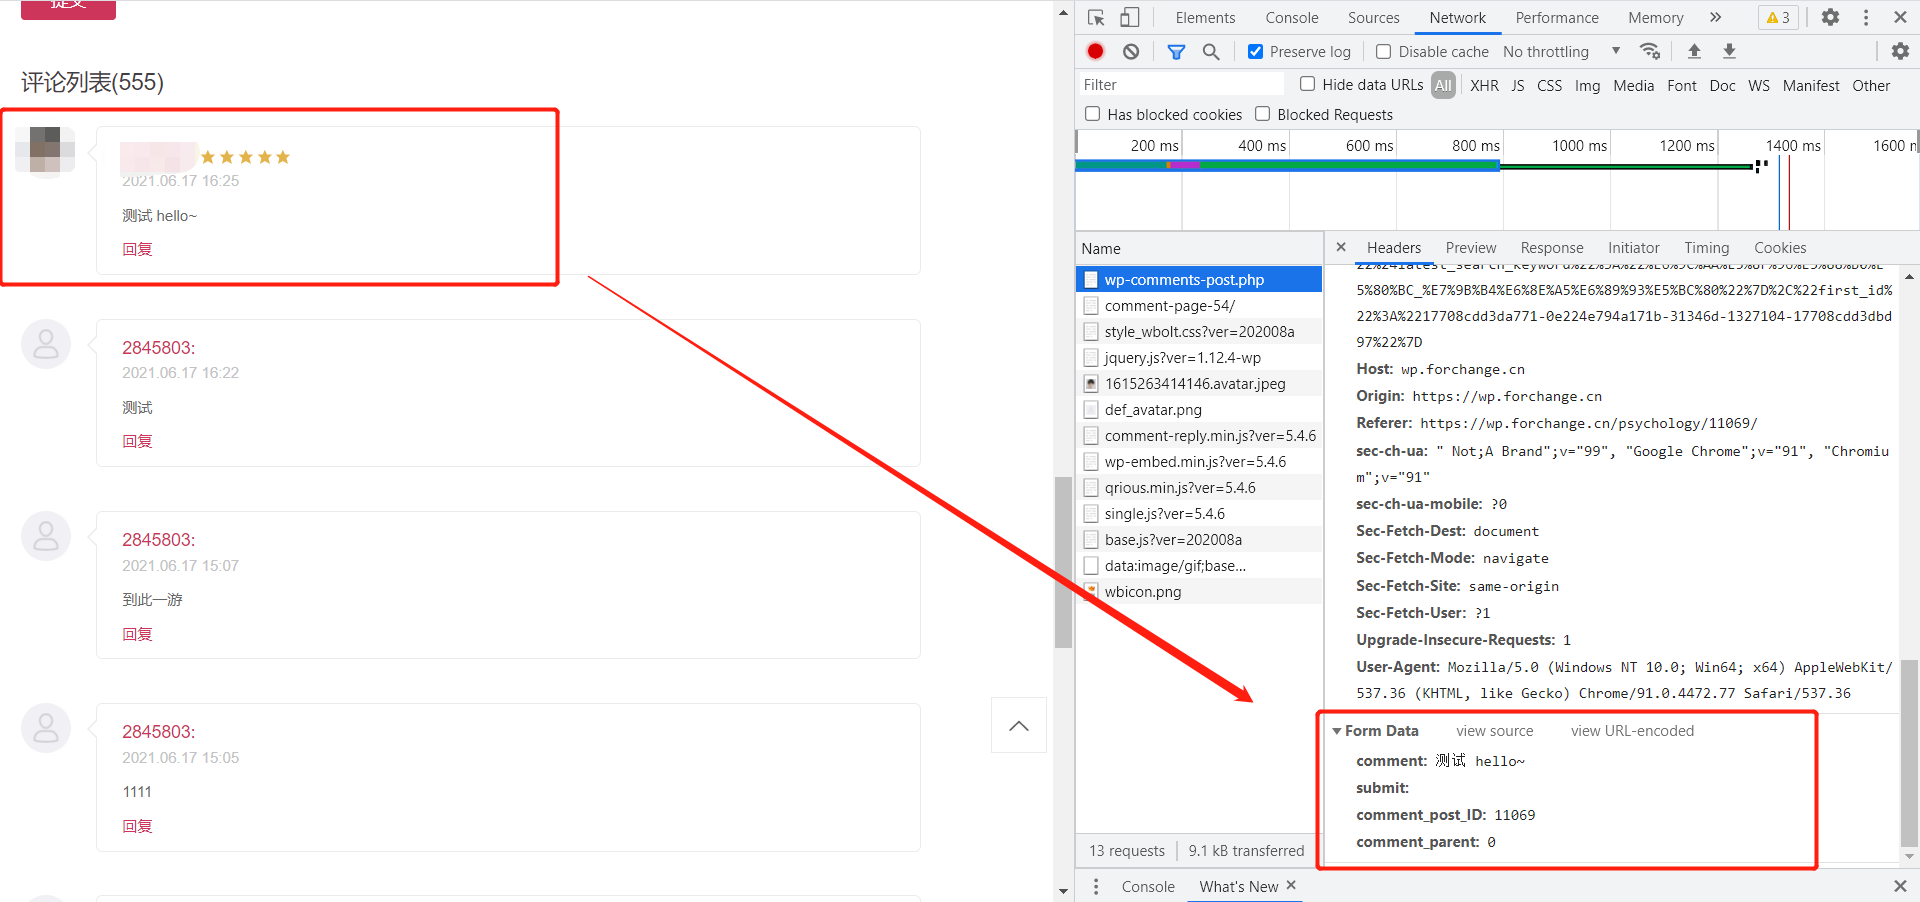 提交
评论列表(555)
2021.06.17 16:25
测试 hello~
回复
2845803:
2021.06.17 16:22
测试
回复
2845803:
2021.06.17 15:07
到此一游
回复
2845803:
2021.06.17 15:05
1111
回复
Elements Console Sources Network Performance Memory » 3
Preserve log Disable cache No throttling
Filter Hide data URLs All XHR JS CSS Img Media Font Doc WS Manifest Other
Has blocked cookies Blocked Requests
200 ms 400 ms 600 ms 800 ms 1000 ms 1200 ms 1400 ms 1600 m
Name
wp-comments-post.php
comment-page-54/
style_wbolt.css?ver=202008a
jquery.js?ver=1.12.4-wp
1615263414146.avatar.jpeg
def_avatar.png
comment-reply.min.js?ver=5.4.6
wp-embed.min.js?ver=5.4.6
qrious.min.js?ver=5.4.6
single.js?ver=5.4.6
base.js?ver=202008a
data:image/gif;base...
wbicon.png
13 requests 9.1 kB transferred
Headers Preview Response Initiator Timing Cookies
5%80%BC_%E7%9B%B4%E6%8E%A5%E6%89%93%E5%BC%80%22%7D%2C%22first_id%
22%3A%2217708cdd3da771-0e224e794a171b-31346d-1327104-17708cdd3dbd
97%22%7D
Host: wp.forchange.cn
Origin: https://wp.forchange.cn
Referer: https://wp.forchange.cn/psychology/11069/
sec-ch-ua: " Not;A Brand";v="99", "Google Chrome";v="91", "Chromiu
m";v="91"
sec-ch-ua-mobile: ?0
Sec-Fetch-Dest: document
Sec-Fetch-Mode: navigate
Sec-Fetch-Site: same-origin
Sec-Fetch-User: ?1
Upgrade-Insecure-Requests: 1
User-Agent: Mozilla/5.0 (Windows NT 10.0; Win64; x64) AppleWebKit/
537.36 (KHTML, like Gecko) Chrome/91.0.4472.77 Safari/537.36
Form Data view source view URL-encoded
comment: 测试 hello~
submit:
comment_post_ID: 11069
comment_parent: 0
Console What's New